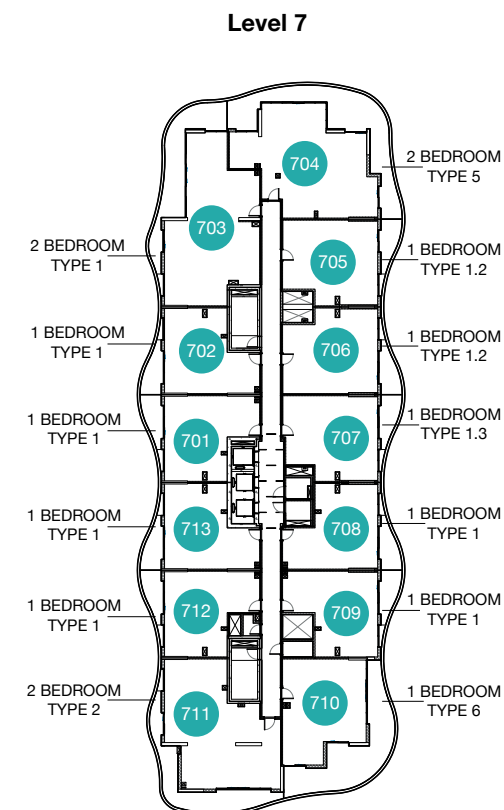 Level 7
704
2 BEDROOM
TYPE 5
703
2 BEDROOM
TYPE 1
705
1 BEDROOM
TYPE 1.2
702
1 BEDROOM
TYPE 1
706
1 BEDROOM
TYPE 1.2
701
1 BEDROOM
TYPE 1
707
1 BEDROOM
TYPE 1.3
713
1 BEDROOM
TYPE 1
708
1 BEDROOM
TYPE 1
712
1 BEDROOM
TYPE 1
709
1 BEDROOM
TYPE 1
711
2 BEDROOM
TYPE 2
710
1 BEDROOM
TYPE 6